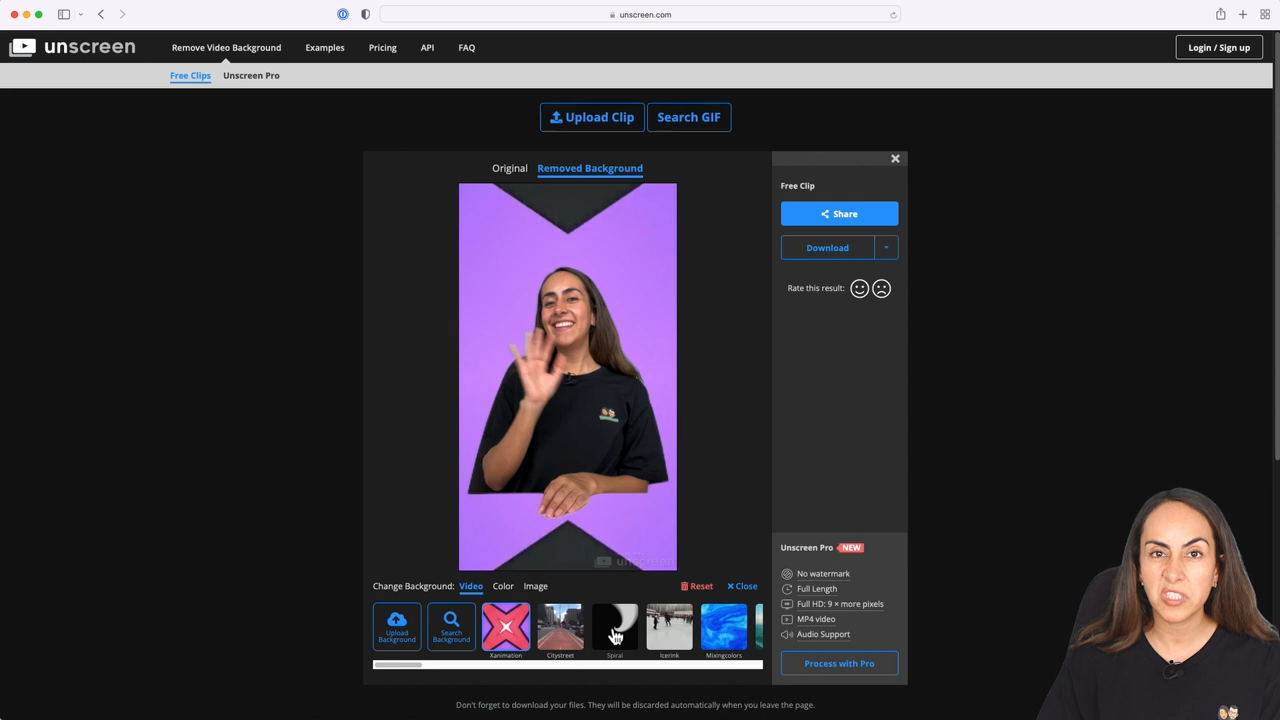 unscreen.com
unscreen
Remove Video Background
Examples
Pricing
API
FAQ
Login / Sign up
Free Clips
Unscreen Pro
Upload Clip
Search GIF
Original
Removed Background
Free Clip
Share
Download
Rate this result:
unscreen
Change Background:
Video
Color
Image
Reset
Close
Upload
Background
Search
Background
Xanimation
Citystreet
Spiral
Icerink
Mixingcolors
Unscreen Pro
NEW
No watermark
Full Length
Full HD: 9 × more pixels
MP4 video
Audio Support
Process with Pro
Don't forget to download your files. They will be discarded automatically when you leave the page.